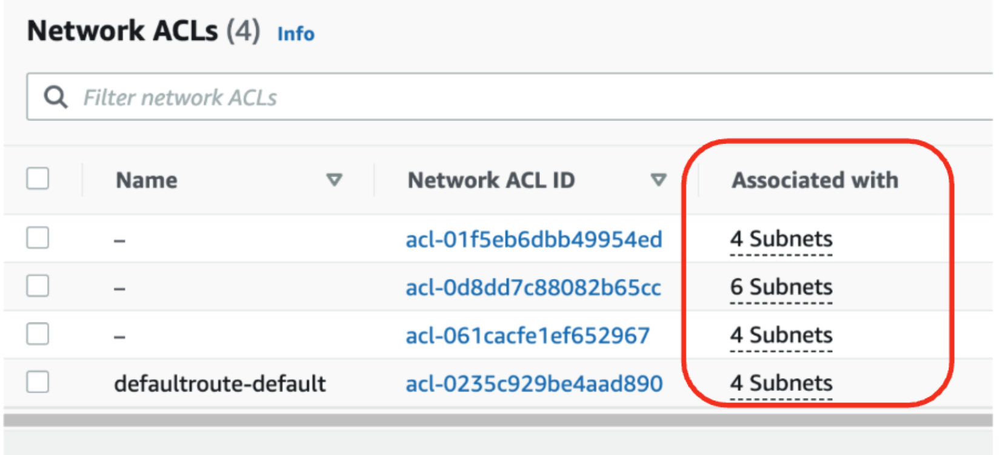 Network ACLs (4) Info
Filter network ACLs
Name Network ACL ID Associated with
– acl-01f5eb6dbb49954ed 4 Subnets
– acl-0d8dd7c88082b65cc 6 Subnets
– acl-061cacfe1ef652967 4 Subnets
defaultroute-default acl-0235c929be4aad890 4 Subnets